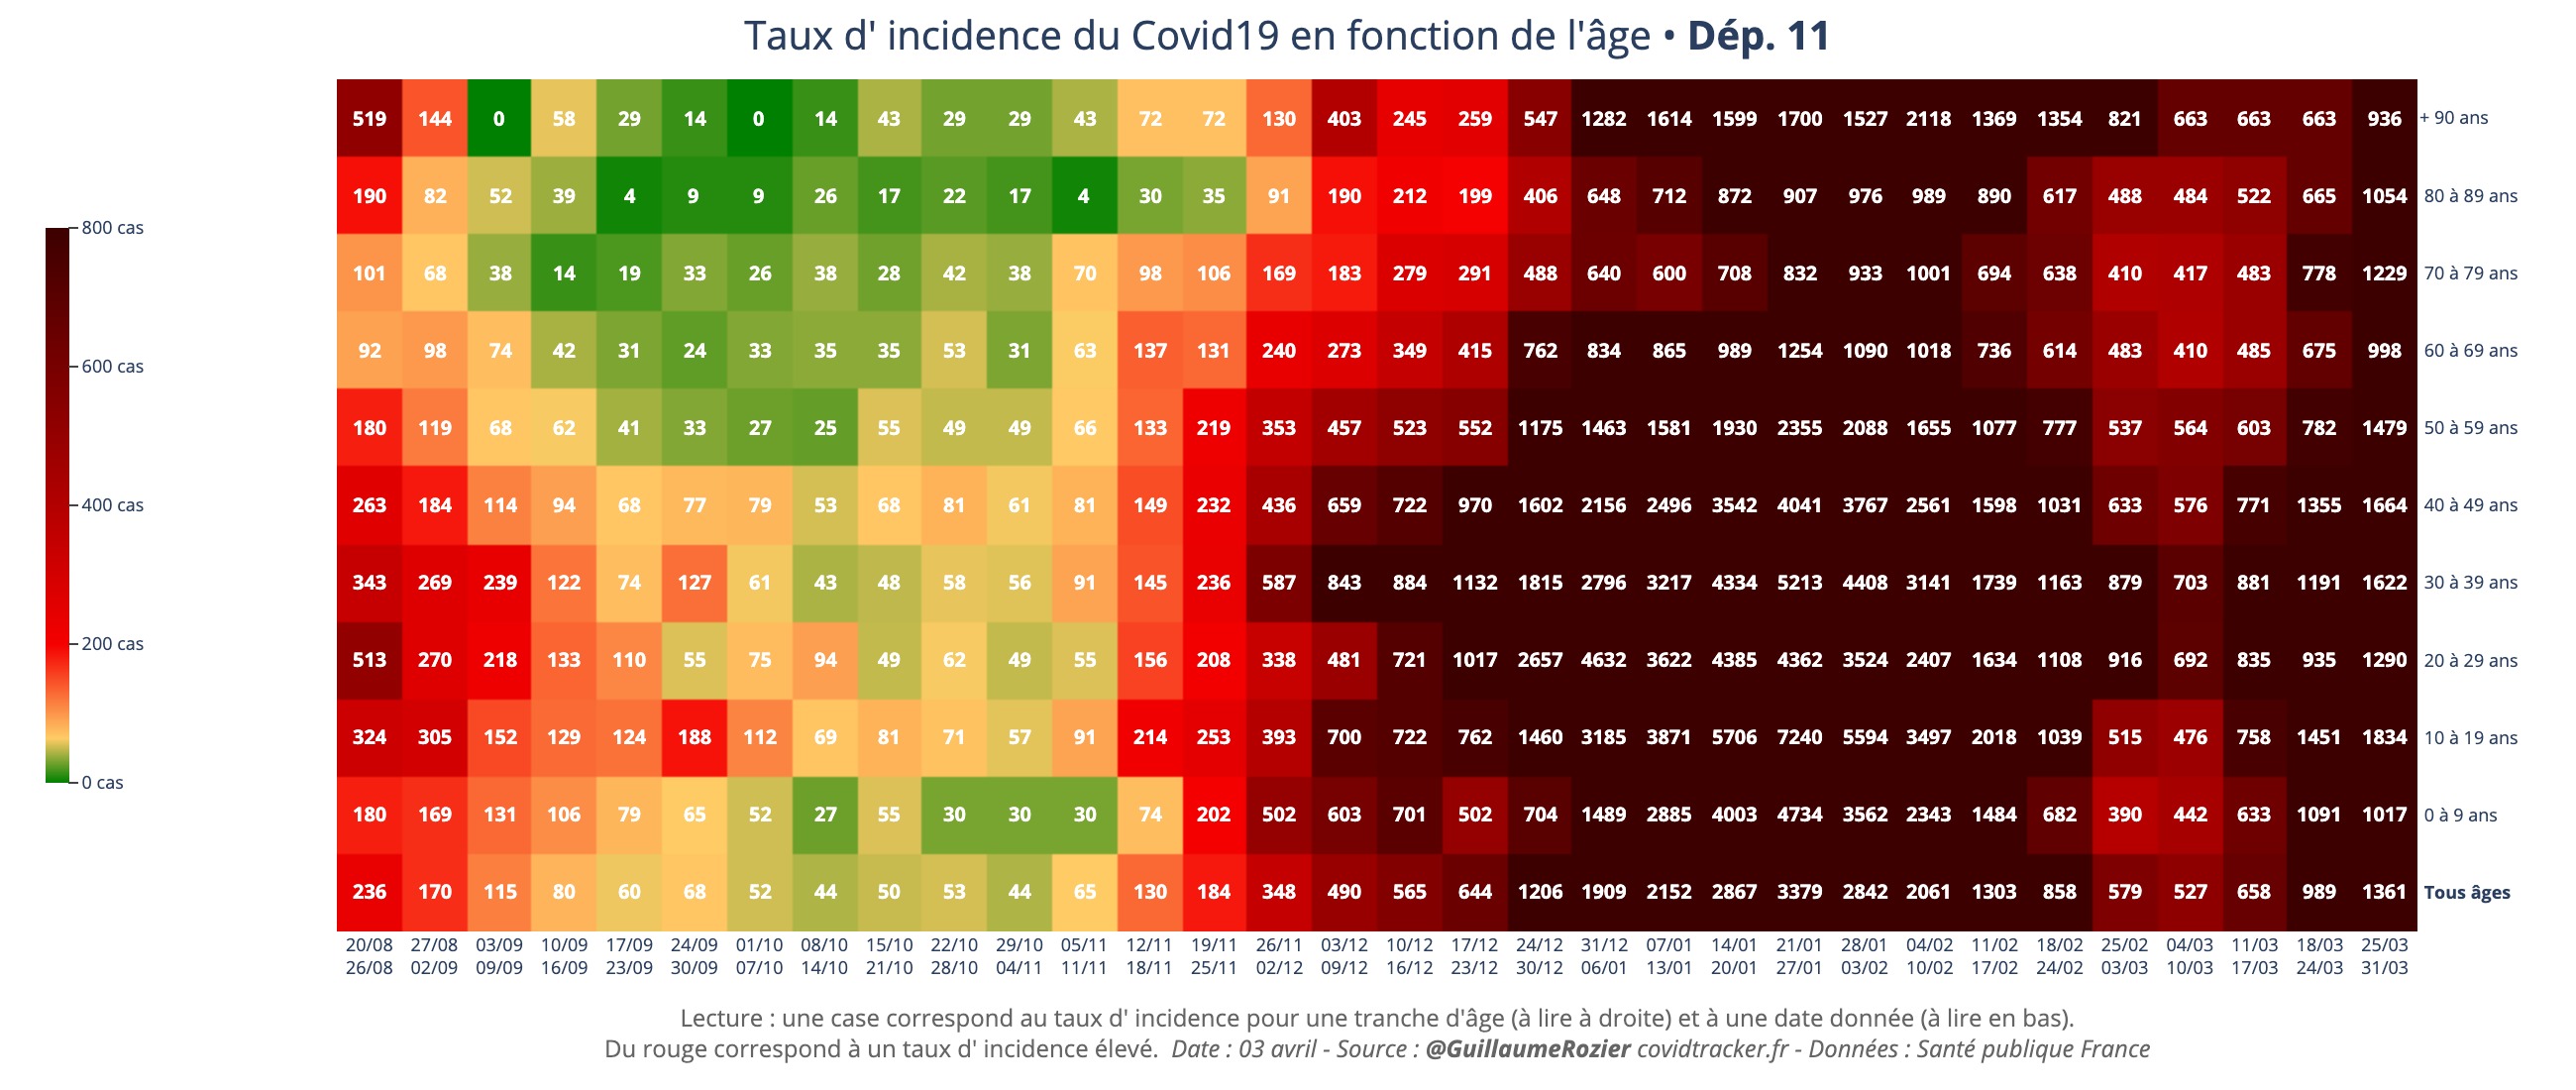 Taux d' incidence du Covid19 en fonction de l'âge • Dép. 11
800 cas
600 cas
400 cas
200 cas
0 cas
519 144 0 58 29 14 0 14 43 29 29 43 72 72 130 403 245 259 547 1282 1614 1599 1700 1527 2118 1369 1354 821 663 663 663 936 + 90 ans
190 82 52 39 4 9 9 26 17 22 17 4 30 35 91 190 212 199 406 648 712 872 907 976 989 890 617 488 484 522 665 1054 80 à 89 ans
101 68 38 14 19 33 26 38 28 42 38 70 98 106 169 183 279 291 488 640 600 708 832 933 1001 694 638 410 417 483 778 1229 70 à 79 ans
92 98 74 42 31 24 33 35 35 53 31 63 137 131 240 273 349 415 762 834 865 989 1254 1090 1018 736 614 483 410 485 675 998 60 à 69 ans
180 119 68 62 41 33 27 25 55 49 49 66 133 219 353 457 523 552 1175 1463 1581 1930 2355 2088 1655 1077 777 537 564 603 782 1479 50 à 59 ans
263 184 114 94 68 77 79 53 68 81 61 81 149 232 436 659 722 970 1602 2156 2496 3542 4041 3767 2561 1598 1031 633 576 771 1355 1664 40 à 49 ans
343 269 239 122 74 127 61 43 48 58 56 91 145 236 587 843 884 1132 1815 2796 3217 4334 5213 4408 3141 1739 1163 879 703 881 1191 1622 30 à 39 ans
513 270 218 133 110 55 75 94 49 62 49 55 156 208 338 481 721 1017 2657 4632 3622 4385 4362 3524 2407 1634 1108 916 692 835 935 1290 20 à 29 ans
324 305 152 129 124 188 112 69 81 71 57 91 214 253 393 700 722 762 1460 3185 3871 5706 7240 5594 3497 2018 1039 515 476 758 1451 1834 10 à 19 ans
180 169 131 106 79 65 52 27 55 30 30 30 74 202 502 603 701 502 704 1489 2885 4003 4734 3562 2343 1484 682 390 442 633 1091 1017 0 à 9 ans
236 170 115 80 60 68 52 44 50 53 44 65 130 184 348 490 565 644 1206 1909 2152 2867 3379 2842 2061 1303 858 579 527 658 989 1361 Tous âges
20/08 27/08 03/09 10/09 17/09 24/09 01/10 08/10 15/10 22/10 29/10 05/11 12/11 19/11 26/11 03/12 10/12 17/12 24/12 31/12 07/01 14/01 21/01 28/01 04/02 11/02 18/02 25/02 04/03 11/03 18/03 25/03
26/08 02/09 09/09 16/09 23/09 30/09 07/10 14/10 21/10 28/10 04/11 11/11 18/11 25/11 02/12 09/12 16/12 23/12 30/12 06/01 13/01 20/01 27/01 03/02 10/02 17/02 24/02 03/03 10/03 17/03 24/03 31/03
Lecture : une case correspond au taux d' incidence pour une tranche d'âge (à lire à droite) et à une date donnée (à lire en bas).
Du rouge correspond à un taux d' incidence élevé. Date : 03 avril - Source : @GuillaumeRozier covidtracker.fr - Données : Santé publique France